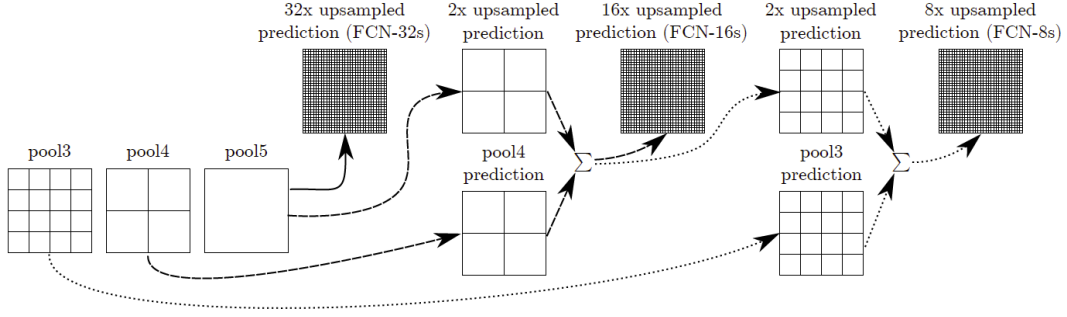 32x upsampled
prediction (FCN-32s)
2x upsampled
prediction
16x upsampled
prediction (FCN-16s)
2x upsampled
prediction
8x upsampled
prediction (FCN-8s)
pool3
pool4
pool5
pool4
prediction
∑
pool3
prediction
∑